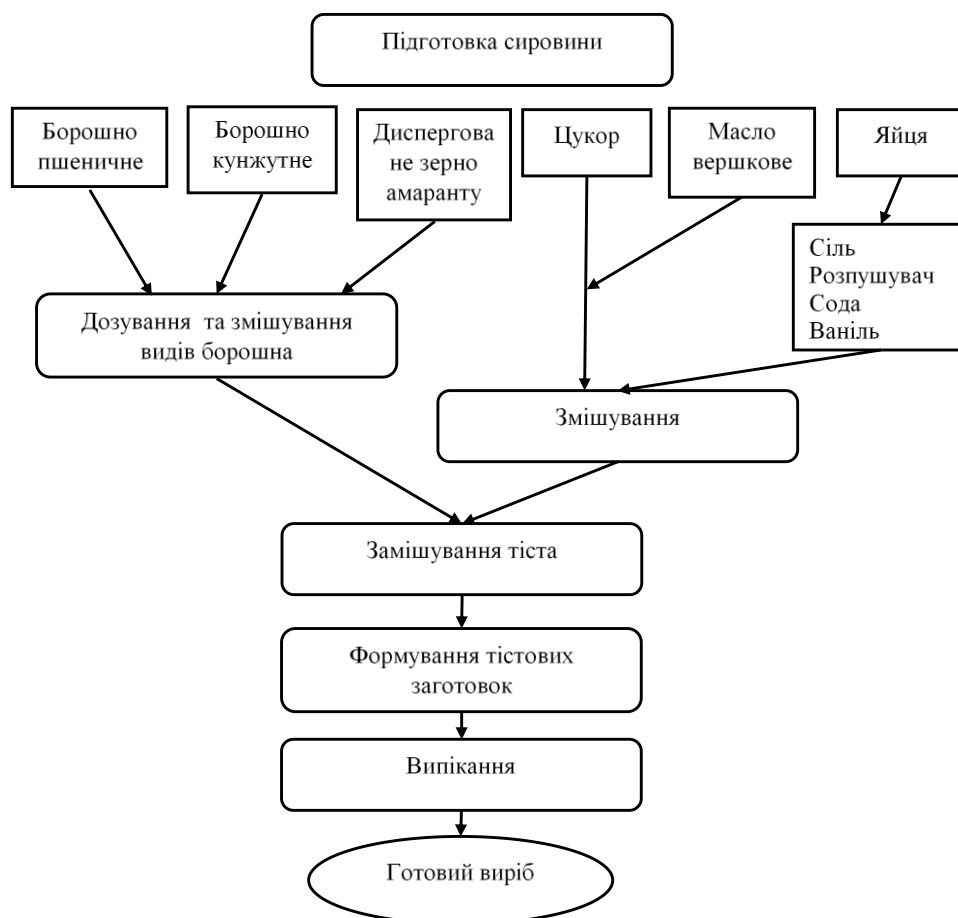 Підготовка сировини
Борошно
пшеничне
Борошно
кунжутне
Диспергова
не зерно
амаранту
Цукор
Масло
вершкове
Яйця
Сіль
Розпушувач
Сода
Ваніль
Дозування та змішування
видів борошна
Змішування
Замішування тіста
Формування тістових
заготовок
Випікання
Готовий виріб